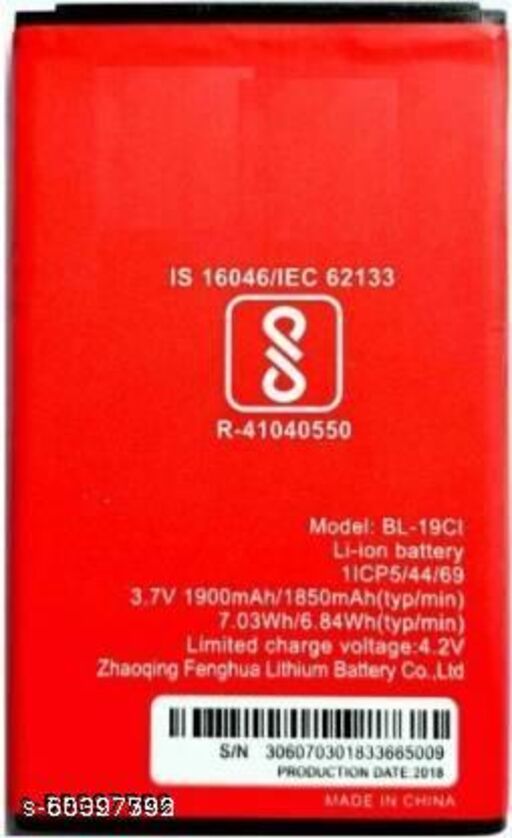 IS 16046/IEC 62133
R-41040550
Model: BL-19CI
Li-ion battery
1ICP5/44/69
3.7V 1900mAh/1850mAh(typ/min)
7.03Wh/6.84Wh(typ/min)
Limited charge voltage:4.2V
Zhaoqing Fenghua Lithium Battery Co.,Ltd
S/N 306070301833665009
PRODUCTION DATE:2018
MADE IN CHINA